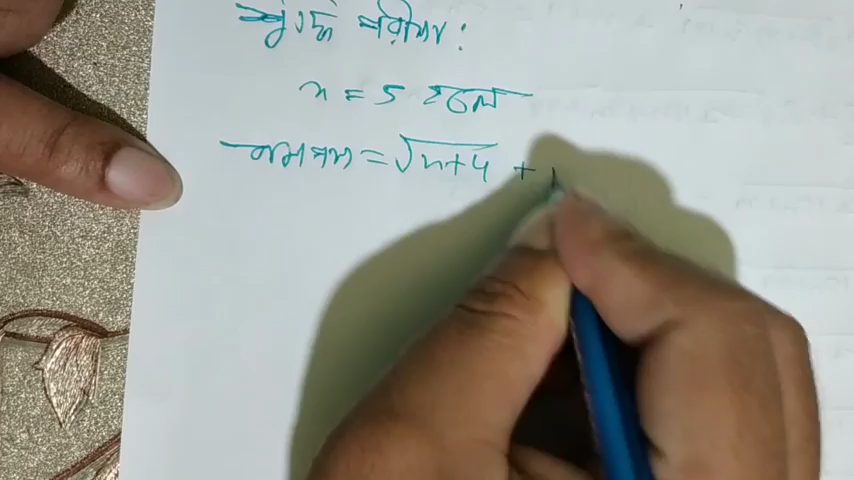 শুদ্ধি পরীক্ষা :
x = 5 হলে
বামপক্ষ = √x+4 +